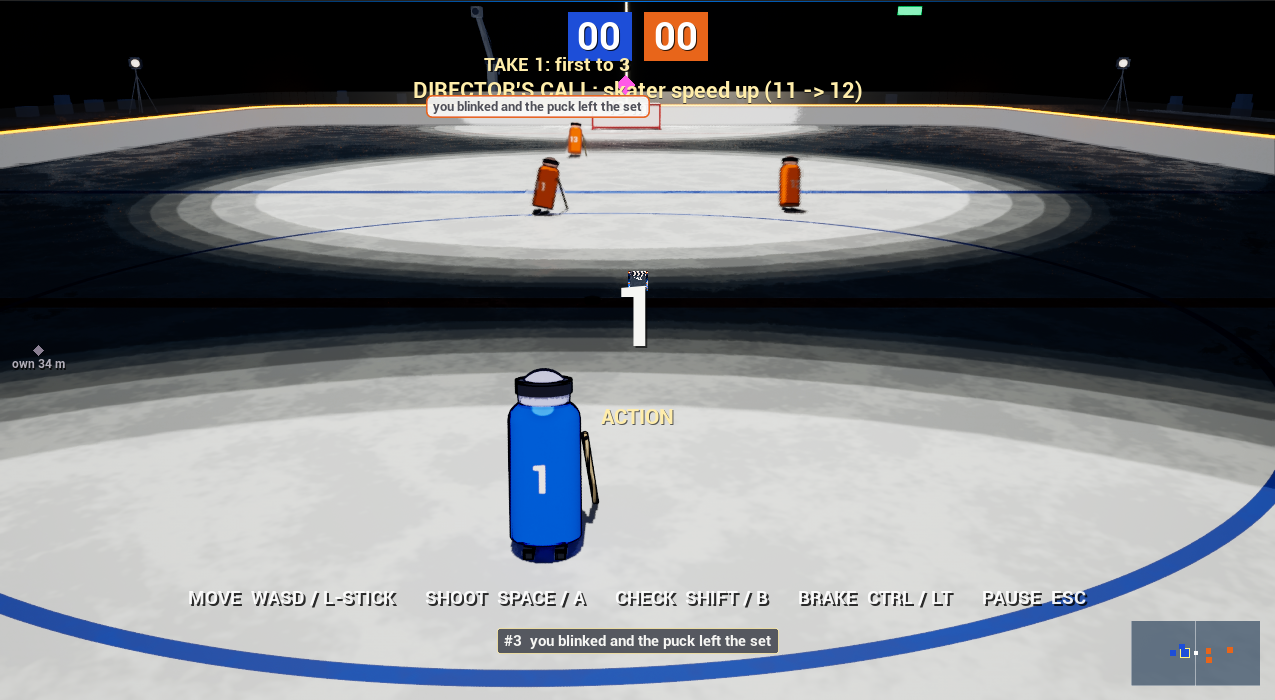 00 00
TAKE 1: first to 3
DIRECTOR'S CALL: skater speed up (11 -> 12)
you blinked and the puck left the set
1
1
own 34 m
ACTION
1
MOVE WASD / L-STICK SHOOT SPACE / A CHECK SHIFT / B BRAKE CTRL / LT PAUSE ESC
#3 you blinked and the puck left the set